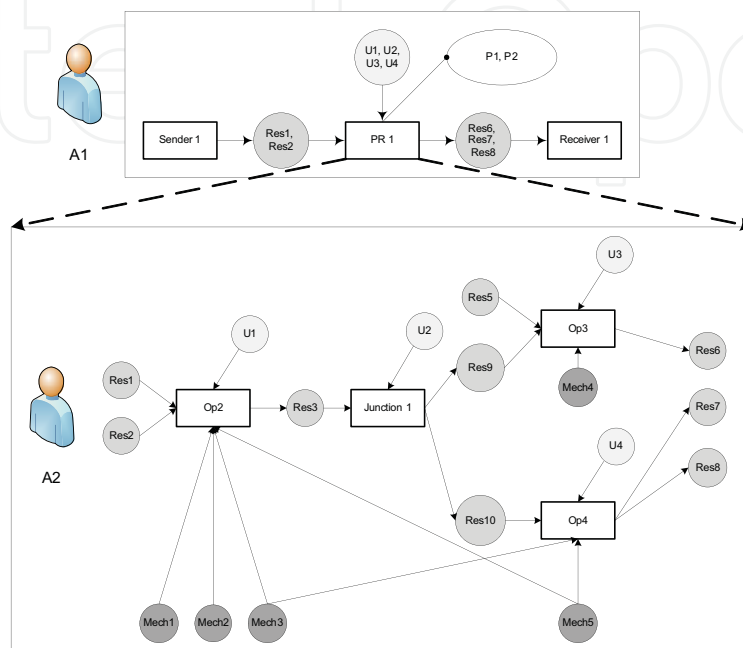 U1, U2,
U3, U4
P1, P2
Sender 1
Res1,
Res2
PR 1
Res6,
Res7,
Res8
Receiver 1
A1
U3
Res5
Op3
U1
U2
Res6
Res1
Res9
Mech4
Op2
Res3
Junction 1
Res7
Res2
U4
Res8
A2
Res10
Op4
Mech1
Mech2
Mech3
Mech5